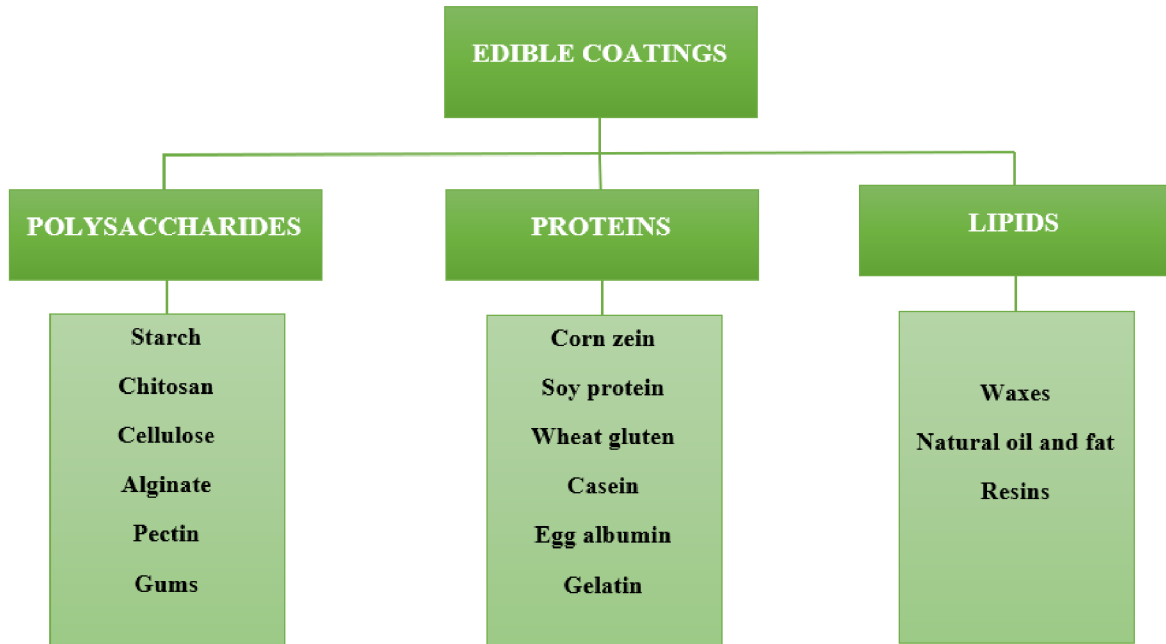 EDIBLE COATINGS
POLYSACCHARIDES
PROTEINS
LIPIDS
Starch
Chitosan
Cellulose
Alginate
Pectin
Gums
Corn zein
Soy protein
Wheat gluten
Casein
Egg albumin
Gelatin
Waxes
Natural oil and fat
Resins